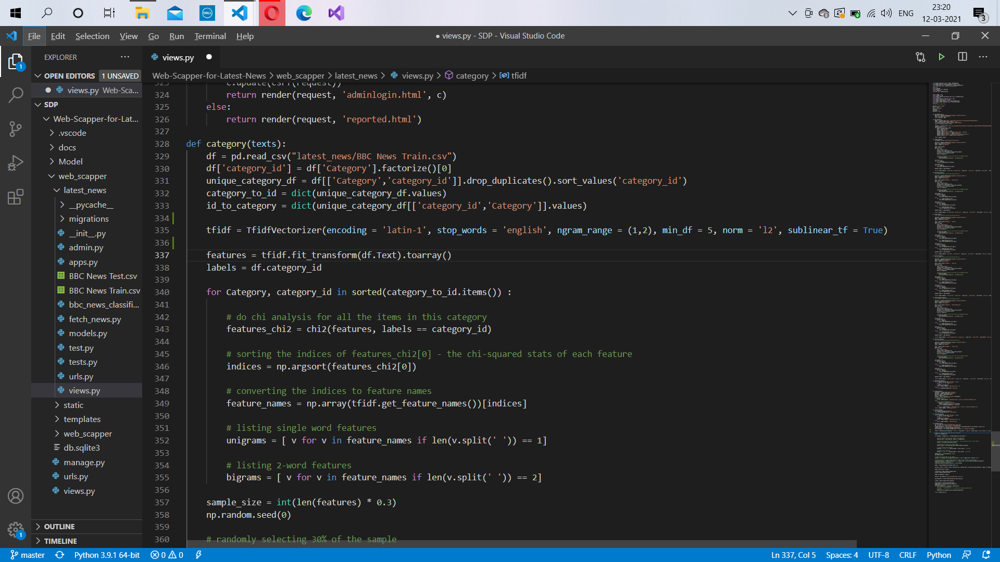 DELL
ENG
23:20
12-03-2021
3
File Edit Selection View Go Run Terminal Help
● views.py - SDP - Visual Studio Code
EXPLORER
views.py
1
OPEN EDITORS 1 UNSAVED
views.py Web-Sca...
SDP
Web-Scapper-for-Lat...
.vscode
docs
Model
web_scapper
latest_news
__pycache__
migrations
__init__.py
admin.py
apps.py
BBC News Test.csv
BBC News Train.csv
bbc_news_classifi...
fetch_news.py
models.py
test.py
tests.py
urls.py
views.py
static
templates
web_scapper
db.sqlite3
manage.py
urls.py
views.py
OUTLINE
TIMELINE
1
Web-Scapper-for-Latest-News > web_scapper > latest_news > views.py > category > tfidf
323 c.update(csrf(request))
324 return render(request, 'adminlogin.html', c)
325 else:
326 return render(request, 'reported.html')
327
328 def category(texts):
329 df = pd.read_csv("latest_news/BBC News Train.csv")
330 df['category_id'] = df['Category'].factorize()[0]
331 unique_category_df = df[['Category','category_id']].drop_duplicates().sort_values('category_id')
332 category_to_id = dict(unique_category_df.values)
333 id_to_category = dict(unique_category_df[['category_id','Category']].values)
334
335 tfidf = TfidfVectorizer(encoding = 'latin-1', stop_words = 'english', ngram_range = (1,2), min_df = 5, norm = 'l2', sublinear_tf = True)
336
337 features = tfidf.fit_transform(df.Text).toarray()
338 labels = df.category_id
339
340 for Category, category_id in sorted(category_to_id.items()) :
341
342 # do chi analysis for all the items in this category
343 features_chi2 = chi2(features, labels == category_id)
344
345 # sorting the indices of features_chi2[0] - the chi-squared stats of each feature
346 indices = np.argsort(features_chi2[0])
347
348 # converting the indices to feature names
349 feature_names = np.array(tfidf.get_feature_names())[indices]
350
351 # listing single word features
352 unigrams = [ v for v in feature_names if len(v.split(' ')) == 1]
353
354 # listing 2-word features
355 bigrams = [ v for v in feature_names if len(v.split(' ')) == 2]
356
357 sample_size = int(len(features) * 0.3)
358 np.random.seed(0)
359
360 # randomly selecting 30% of the sample
master Python 3.9.1 64-bit 0 0 Ln 337, Col 5 Spaces: 4 UTF-8 CRLF Python